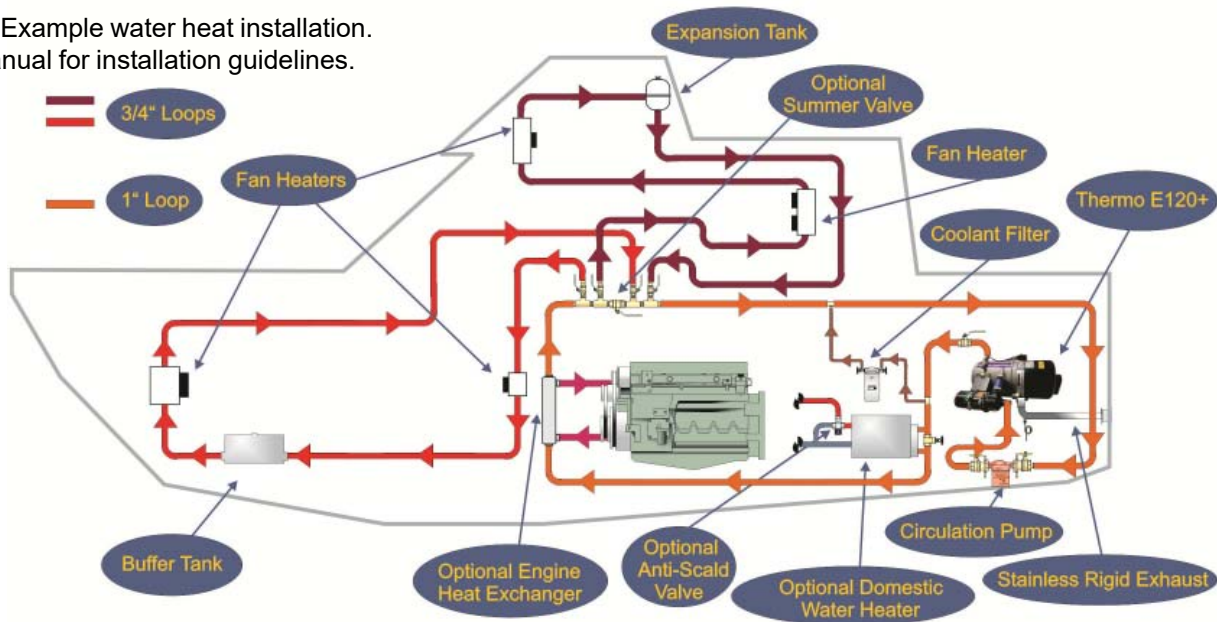 Example water heat installation.
anual for installation guidelines.
Expansion Tank
Optional
Summer Valve
3/4“ Loops
Fan Heaters
Fan Heater
1“ Loop
Thermo E120+
Coolant Filter
Buffer Tank
Optional Engine
Heat Exchanger
Optional
Anti-Scald
Valve
Optional Domestic
Water Heater
Circulation Pump
Stainless Rigid Exhaust